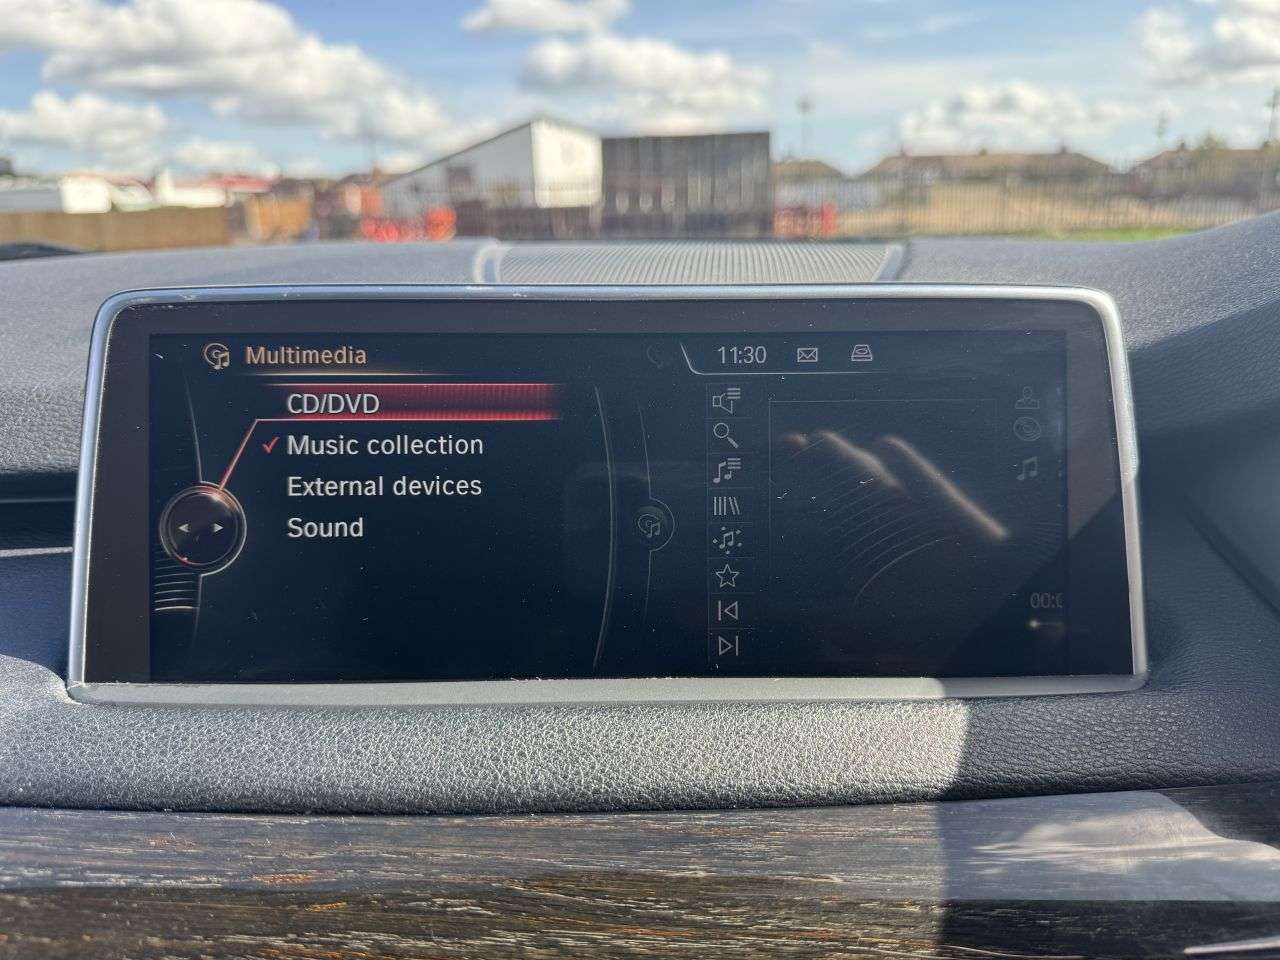 Multimedia
11:30
CD/DVD
Music collection
External devices
Sound